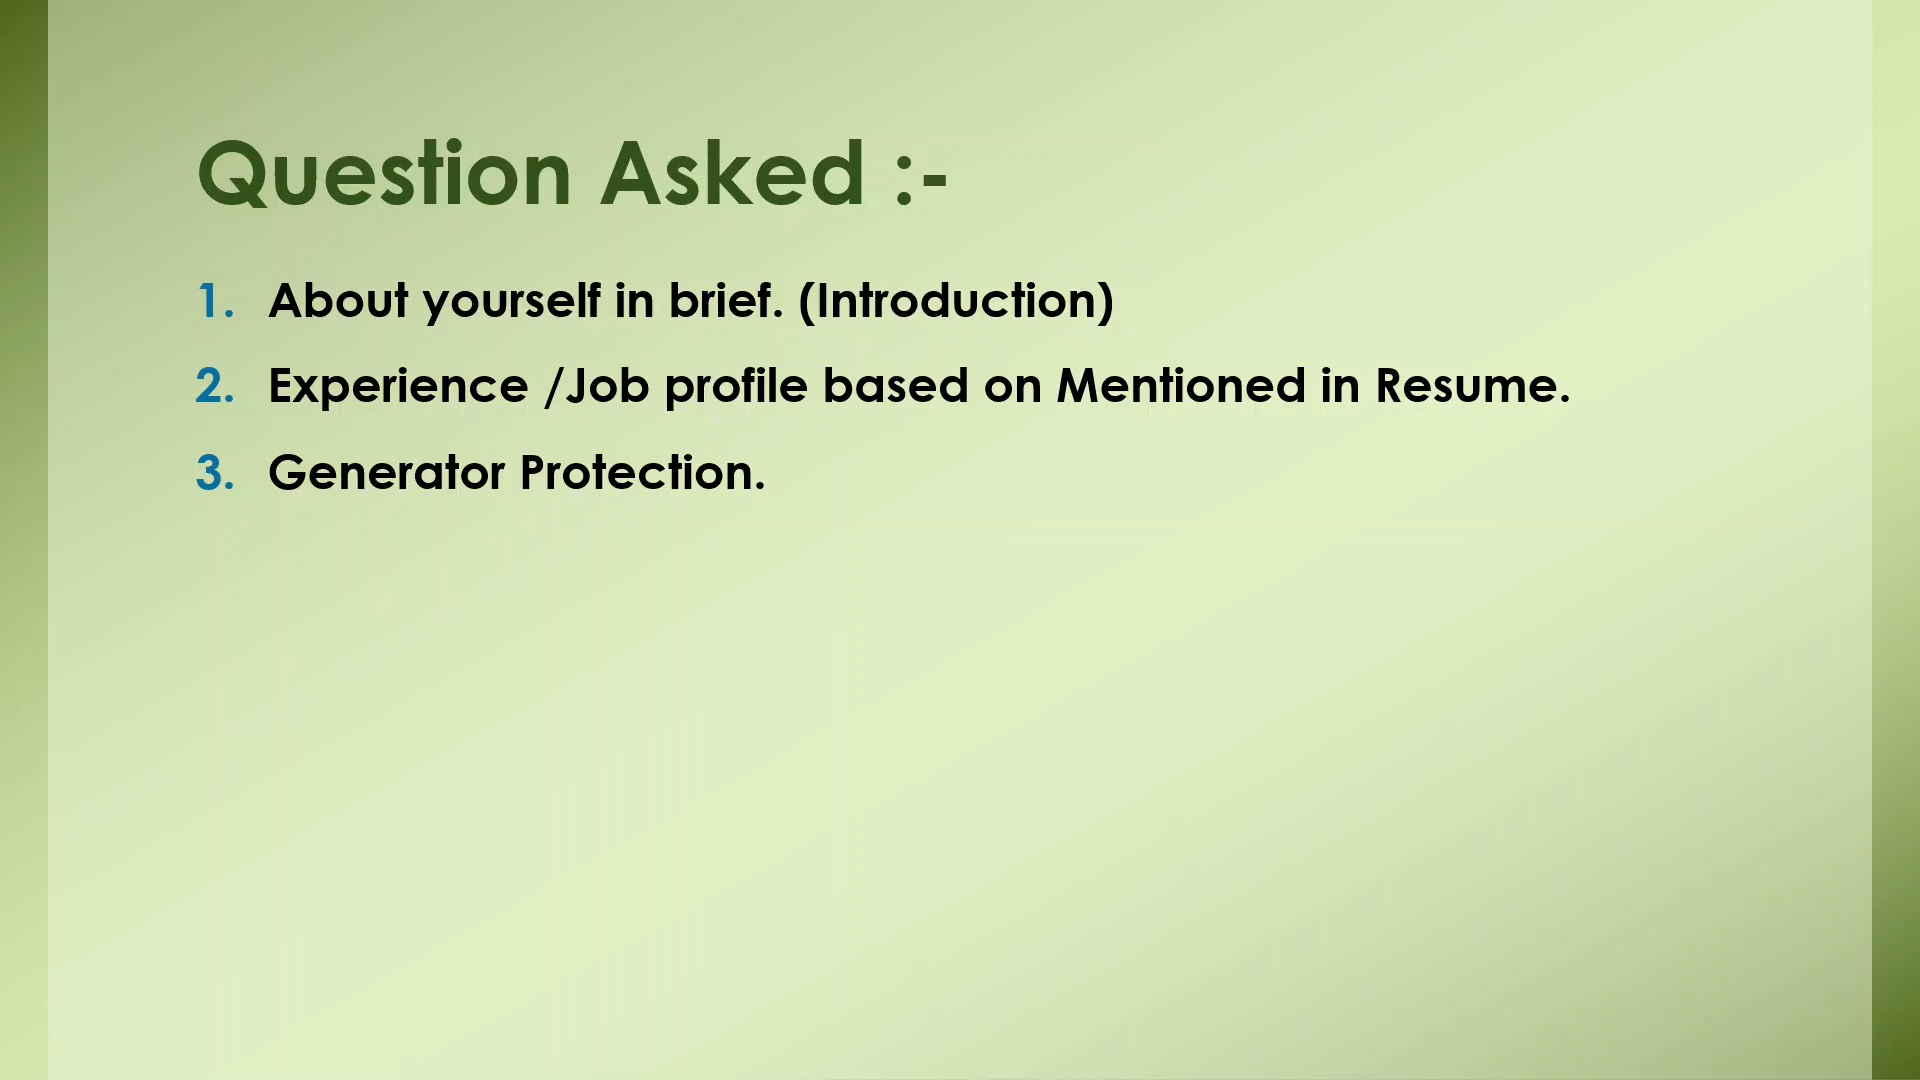 Question Asked :-
1. About yourself in brief. (Introduction)
2. Experience /Job profile based on Mentioned in Resume.
3. Generator Protection.